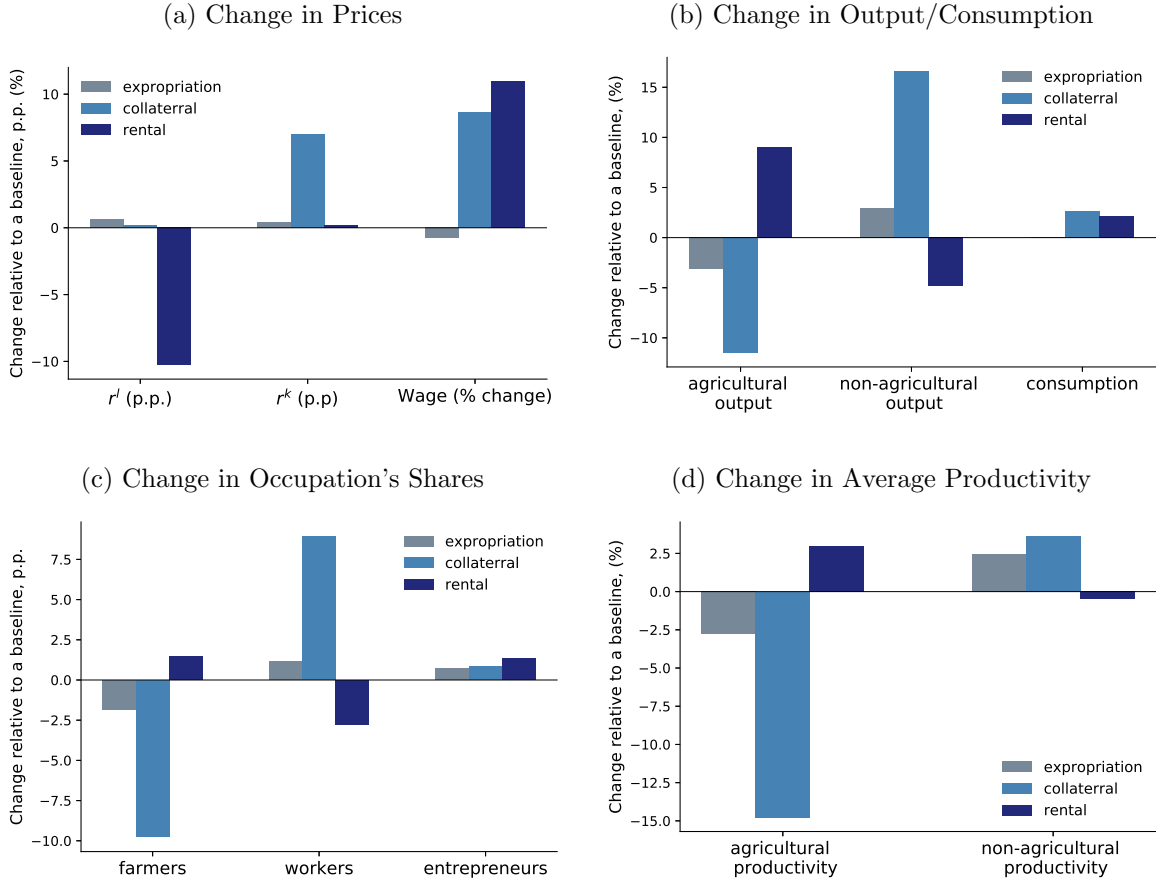 (a) Change in Prices
Change relative to a baseline, p.p. (%)
10
5
0
−5
−10
expropriation
collaterral
rental
r^l (p.p.)
r^k (p.p)
Wage (% change)
(b) Change in Output/Consumption
Change relative to a baseline, (%)
15
10
5
0
−5
−10
expropriation
collaterral
rental
agricultural
output
non-agricultural
output
consumption
(c) Change in Occupation's Shares
Change relative to a baseline, p.p.
7.5
5.0
2.5
0.0
−2.5
−5.0
−7.5
−10.0
expropriation
collaterral
rental
farmers
workers
entrepreneurs
(d) Change in Average Productivity
Change relative to a baseline, (%)
2.5
0.0
−2.5
−5.0
−7.5
−10.0
−12.5
−15.0
expropriation
collaterral
rental
agricultural
productivity
non-agricultural
productivity